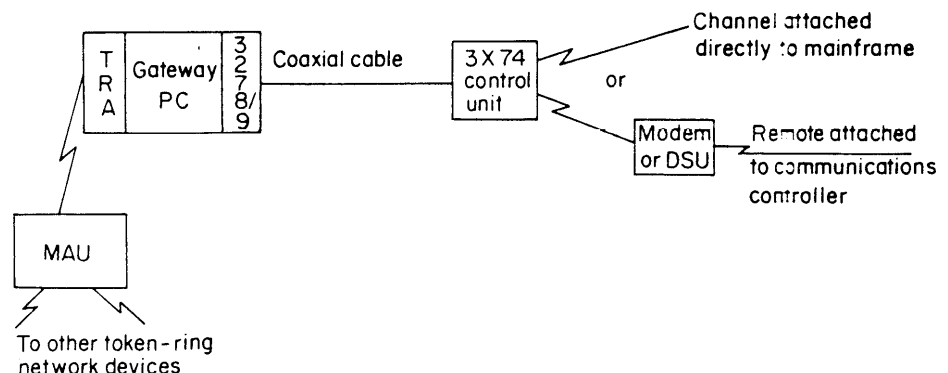 T
R
A
Gateway
PC
3
2
7
8/
9
Coaxial cable
3X74
control
unit
or
Channel attached
directly to mainframe
Modem
or DSU
Remote attached
to communications
controller
MAU
To other token-ring
network devices